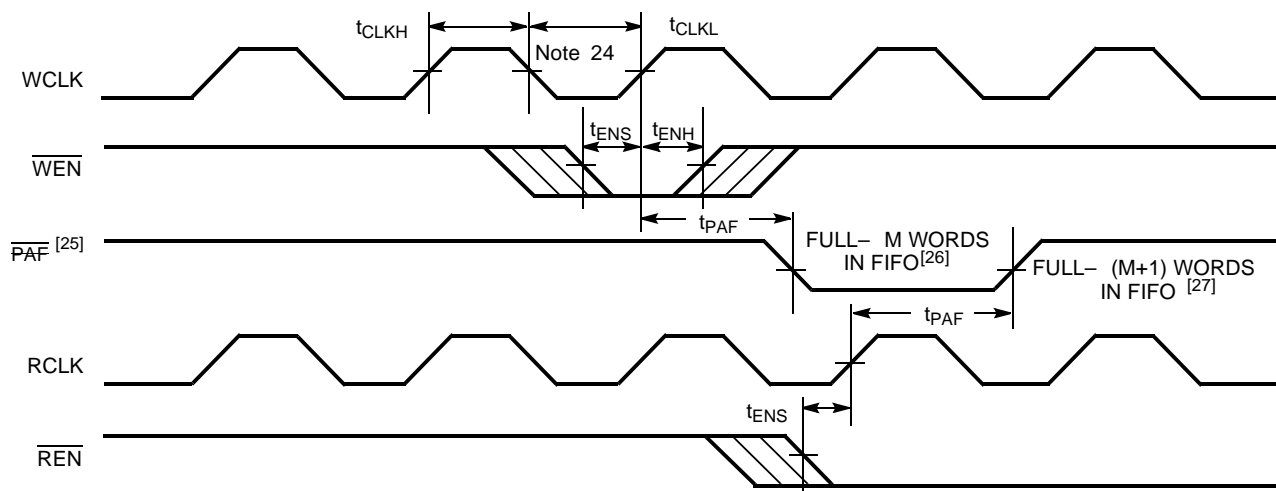 tCLKH
tCLKL
Note 24
WCLK
tENS
tENH
WEN
tPAF
PAF [25]
FULL– M WORDS
IN FIFO[26]
FULL– (M+1) WORDS
IN FIFO [27]
tPAF
RCLK
tENS
REN